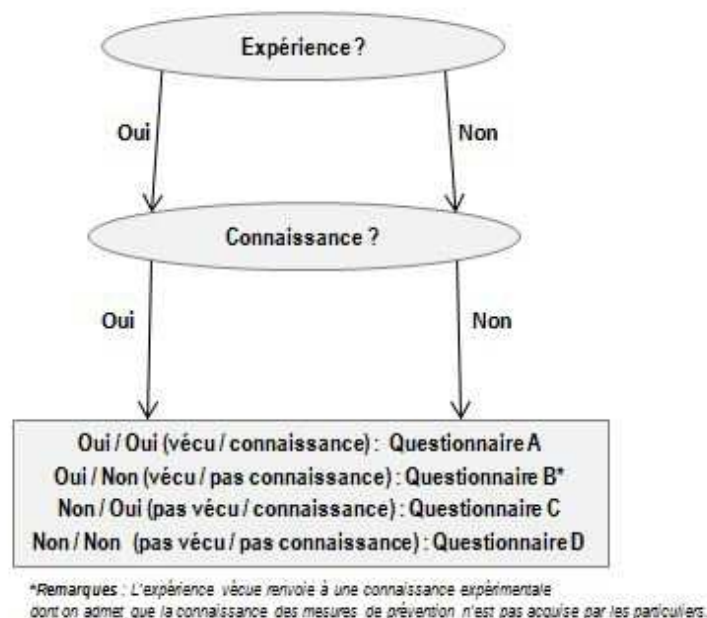 Expérience ?
Oui
Non
Connaissance ?
Oui
Non
Oui / Oui (vécu / connaissance) : Questionnaire A
Oui / Non (vécu / pas connaissance) : Questionnaire B*
Non / Oui (pas vécu / connaissance) : Questionnaire C
Non / Non (pas vécu / pas connaissance) : Questionnaire D
*Remarques : L'expérience vécue renvoie à une connaissance expérimentale
dont on admet que la connaissance des mesures de prévention n'est pas acquise par les particuliers.